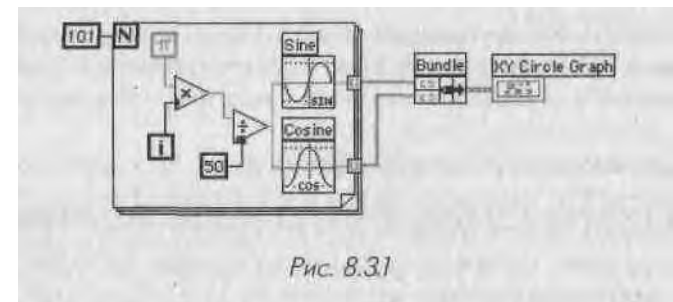 101 N
π
Sine
SIN
×
÷
i
50
Cosine
COS
Bundle
XY Circle Graph
Рис. 8.3.1